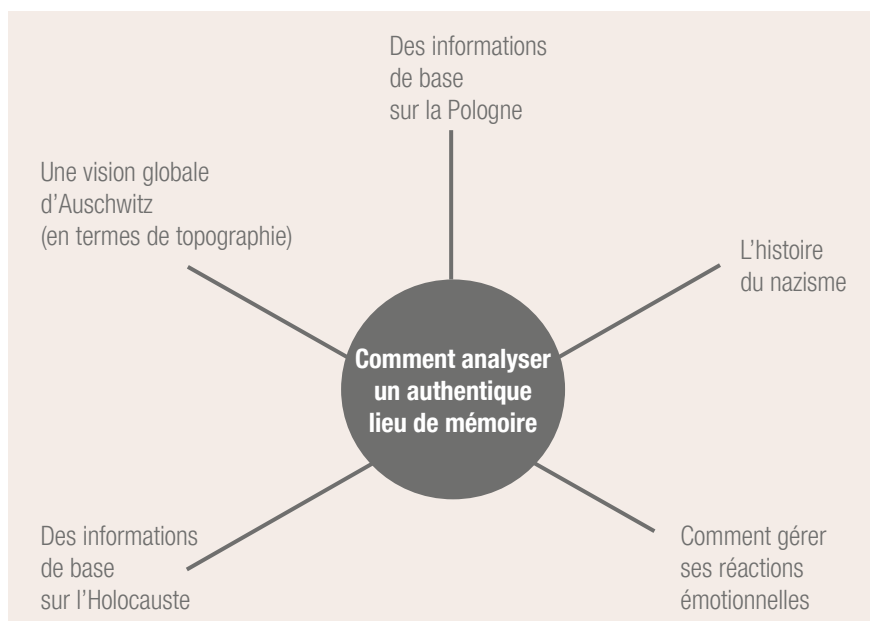 Des informations
de base
sur la Pologne
Une vision globale
d’Auschwitz
(en termes de topographie)
L’histoire
du nazisme
Comment analyser
un authentique
lieu de mémoire
Des informations
de base
sur l’Holocauste
Comment gérer
ses réactions
émotionnelles